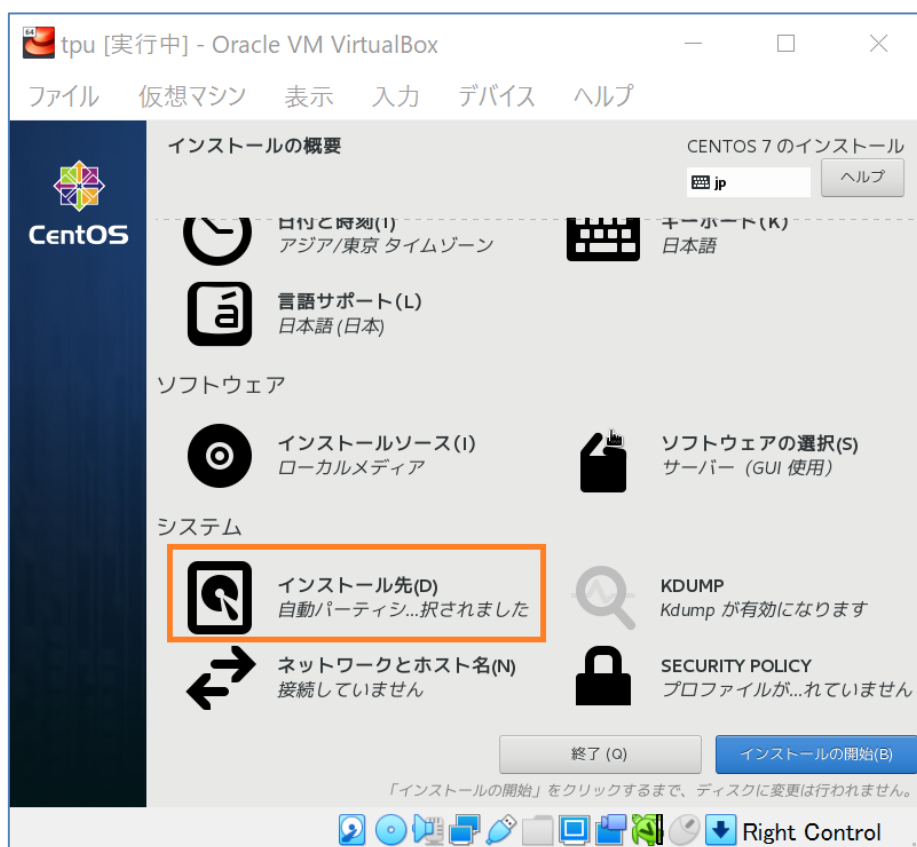 tpu [実行中] - Oracle VM VirtualBox
ファイル 仮想マシン 表示 入力 デバイス ヘルプ
インストールの概要
CENTOS 7 のインストール
jp
ヘルプ
CentOS
日付と時刻(T)
アジア/東京 タイムゾーン
キーボード(K)
日本語
言語サポート(L)
日本語 (日本)
ソフトウェア
インストールソース(I)
ローカルメディア
ソフトウェアの選択(S)
サーバー（GUI 使用）
システム
インストール先(D)
自動パーティシ...択されました
KDUMP
Kdump が有効になります
ネットワークとホスト名(N)
接続していません
SECURITY POLICY
プロファイルが...れていません
終了 (Q)
インストールの開始(B)
「インストールの開始」をクリックするまで、ディスクに変更は行われません。
Right Control